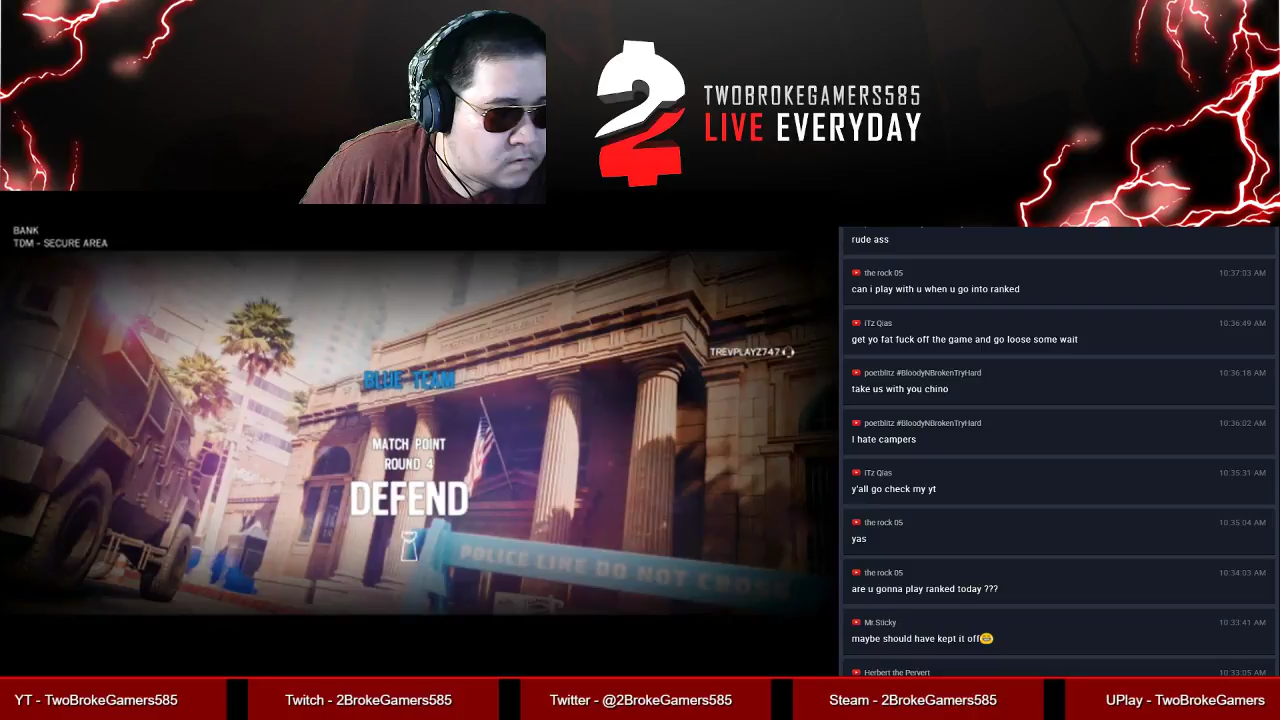 TWOBROKEGAMERS585
LIVE EVERYDAY
BANK
TDM - SECURE AREA
TREVPLAYZ747
BLUE TEAM
MATCH POINT
ROUND 4
DEFEND
POLICE LINE DO NOT CROSS
rude ass
the rock 05 10:37:03 AM
can i play with u when u go into ranked
iTz Qias 10:36:49 AM
get yo fat fuck off the game and go loose some wait
poetblitz #BloodyNBrokenTryHard 10:36:18 AM
take us with you chino
poetblitz #BloodyNBrokenTryHard 10:36:02 AM
I hate campers
iTz Qias 10:35:31 AM
y'all go check my yt
the rock 05 10:35:04 AM
yas
the rock 05 10:34:03 AM
are u gonna play ranked today ???
Mr.Sticky 10:33:41 AM
maybe should have kept it off😂
Herbert the Pervert 10:33:05 AM
YT - TwoBrokeGamers585
Twitch - 2BrokeGamers585
Twitter - @2BrokeGamers585
Steam - 2BrokeGamers585
UPlay - TwoBrokeGamers